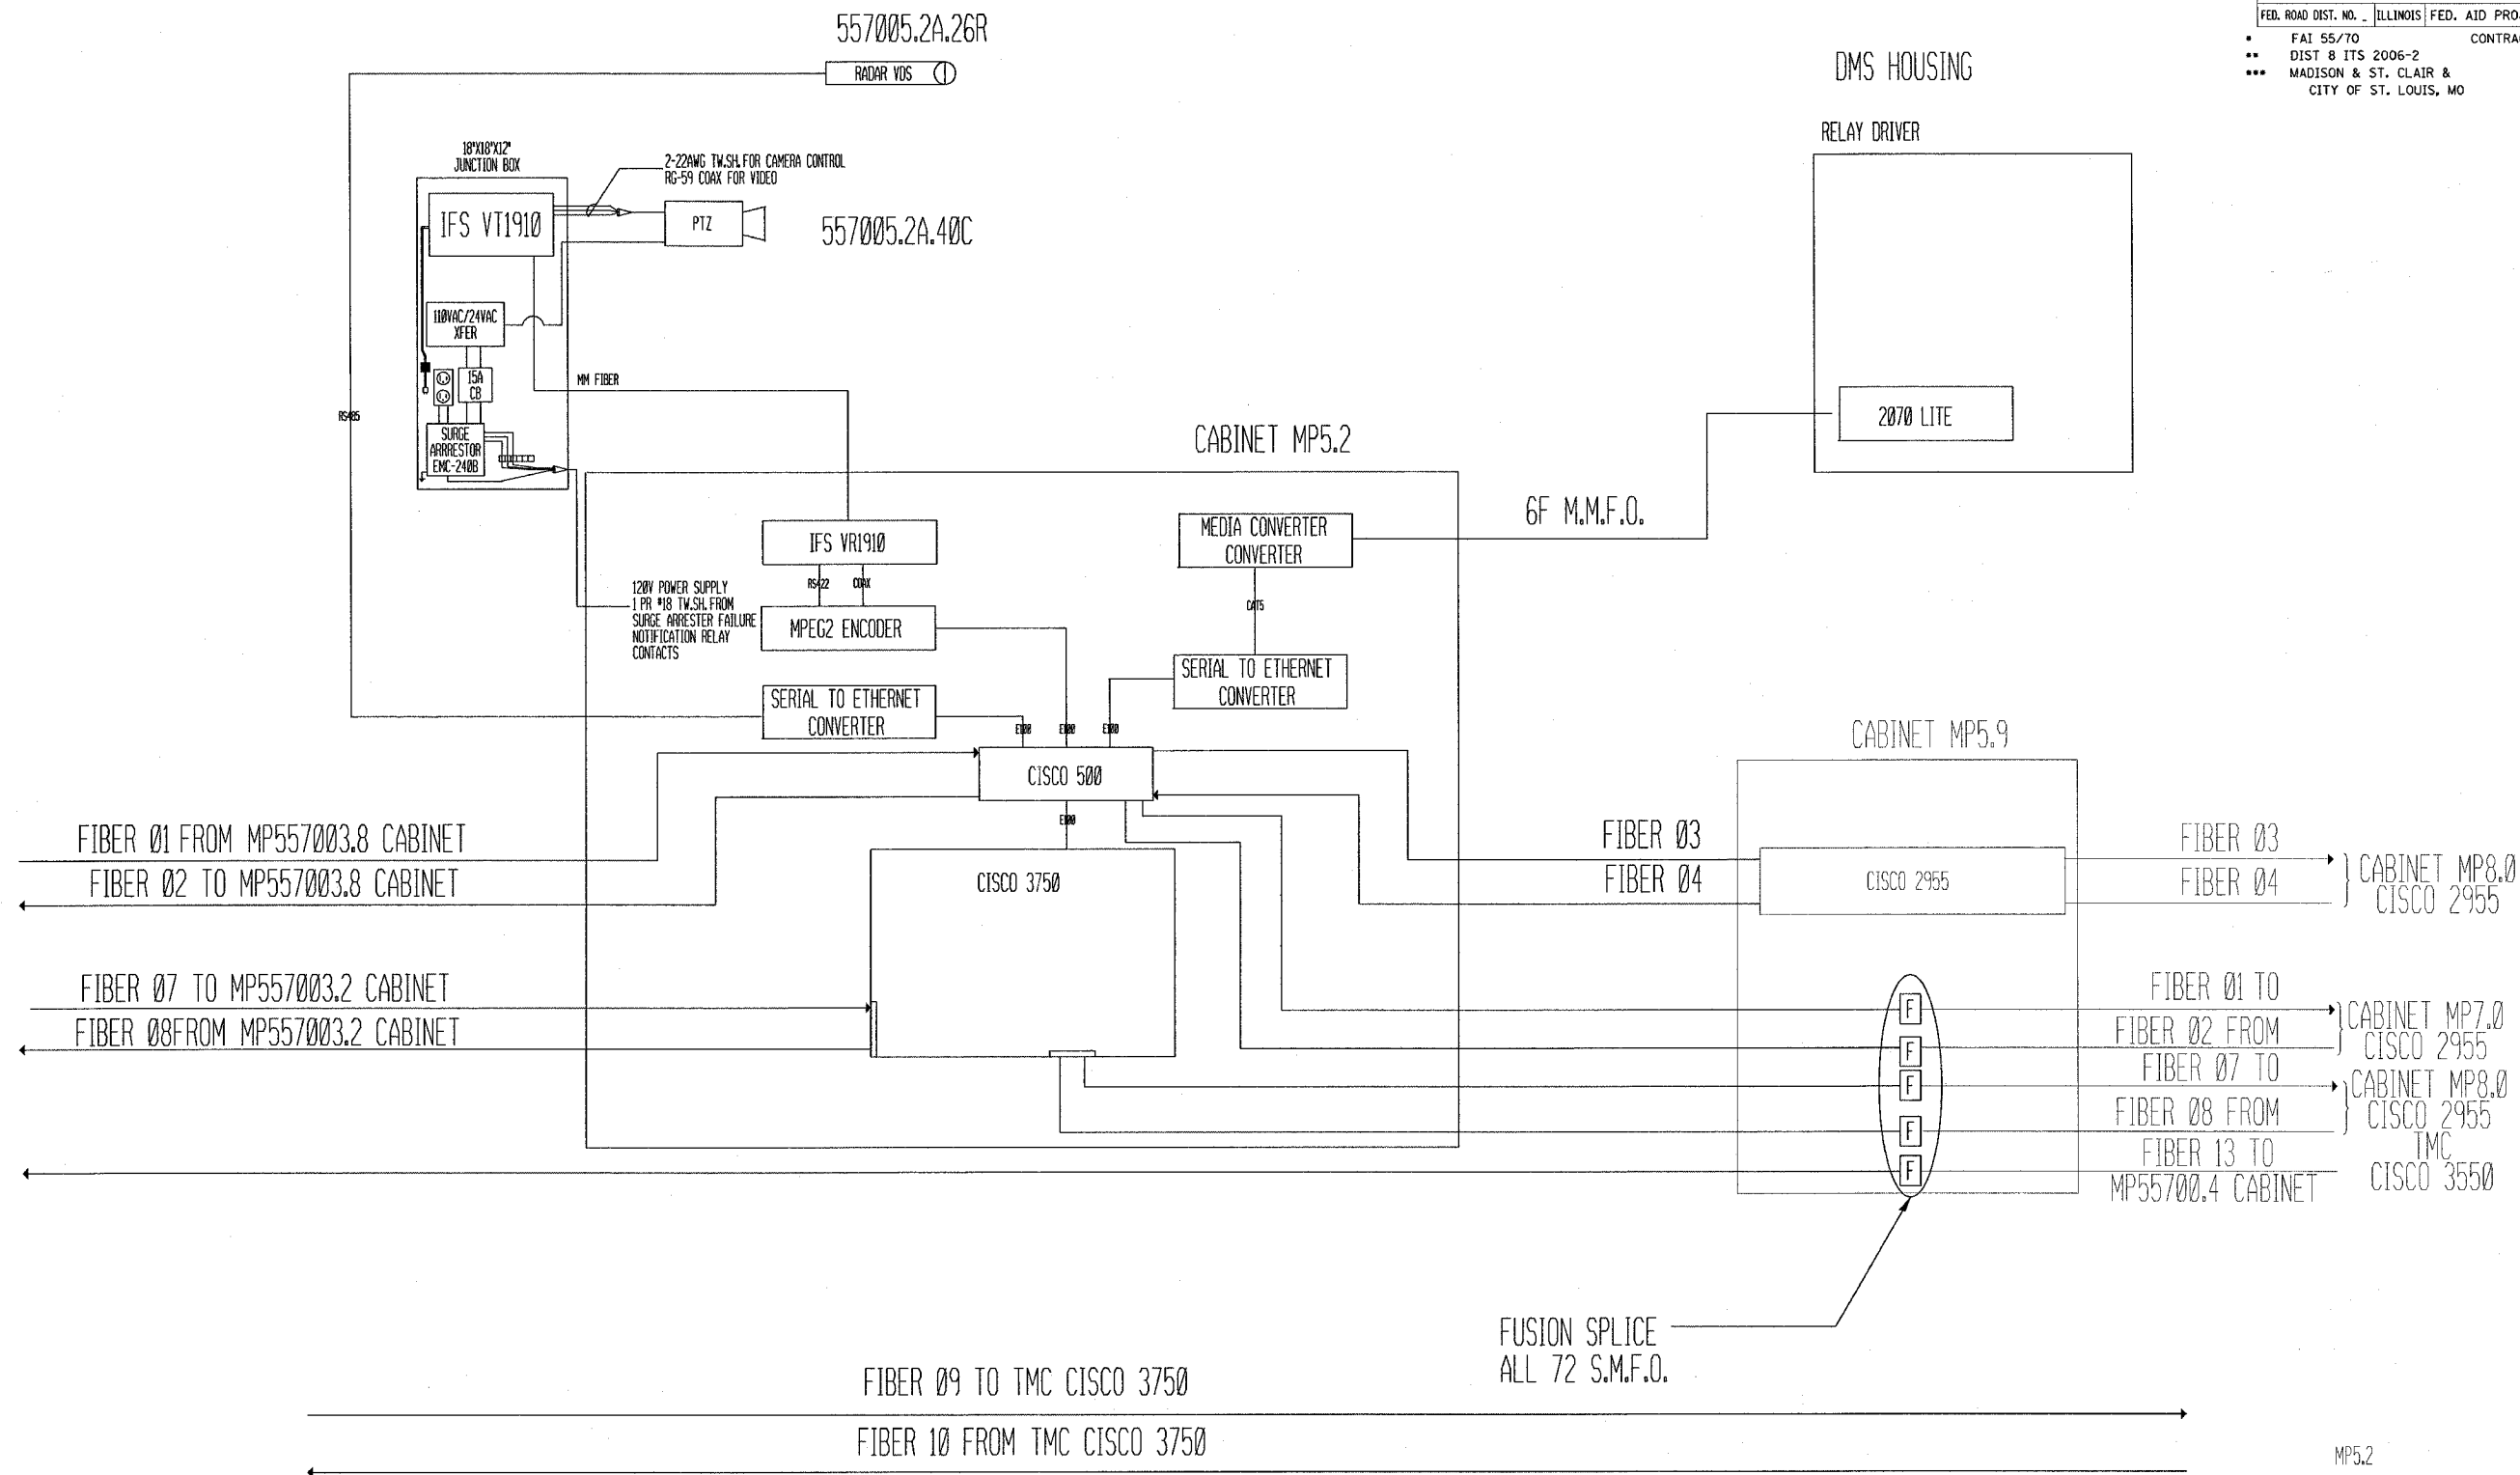 FED. ROAD DIST. NO. _ ILLINOIS FED. AID
* FAI 55/70
** DIST 8 ITS 2006-2
*** MADISON & ST. CLAIR &
CITY OF ST. LOUIS, MO
557005.2A.26R
RADAR VDS
DMS HOUSING
RELAY DRIVER
2070 LITE
18"X18"X12"
JUNCTION BOX
IFS VT1910
2-22AWG TW.SH. FOR CAMERA CONTROL
RG-59 COAX FOR VIDEO
PTZ
557005.2A.40C
110VAC/24VAC
XFER
15A
CB
SURGE
ARRRESTOR
EMC-240B
MM FIBER
RS485
CABINET MP5.2
6F M.M.F.O.
IFS VR1910
MEDIA CONVERTER
CONVERTER
RS422
COAX
CAT5
120V POWER SUPPLY
1 PR #18 TW.SH. FROM
SURGE ARRESTER FAILURE
NOTIFICATION RELAY
CONTACTS
MPEG2 ENCODER
SERIAL TO ETHERNET
CONVERTER
SERIAL TO ETHERNET
CONVERTER
E100
E100
E100
CISCO 500
E100
CISCO 3750
CABINET MP5.9
CISCO 2955
FIBER 01 FROM MP557003.8 CABINET
FIBER 02 TO MP557003.8 CABINET
FIBER 03
FIBER 04
FIBER 03
FIBER 04
CABINET MP8.0
CISCO 2955
FIBER 07 TO MP557003.2 CABINET
FIBER 08FROM MP557003.2 CABINET
F
F
F
F
F
FIBER 01 TO
FIBER 02 FROM
CABINET MP7.0
CISCO 2955
FIBER 07 TO
FIBER 08 FROM
CABINET MP8.0
CISCO 2955
FIBER 13 TO
MP55700.4 CABINET
TMC
CISCO 3550
FUSION SPLICE
ALL 72 S.M.F.O.
FIBER 09 TO TMC CISCO 3750
FIBER 10 FROM TMC CISCO 3750
MP5.2